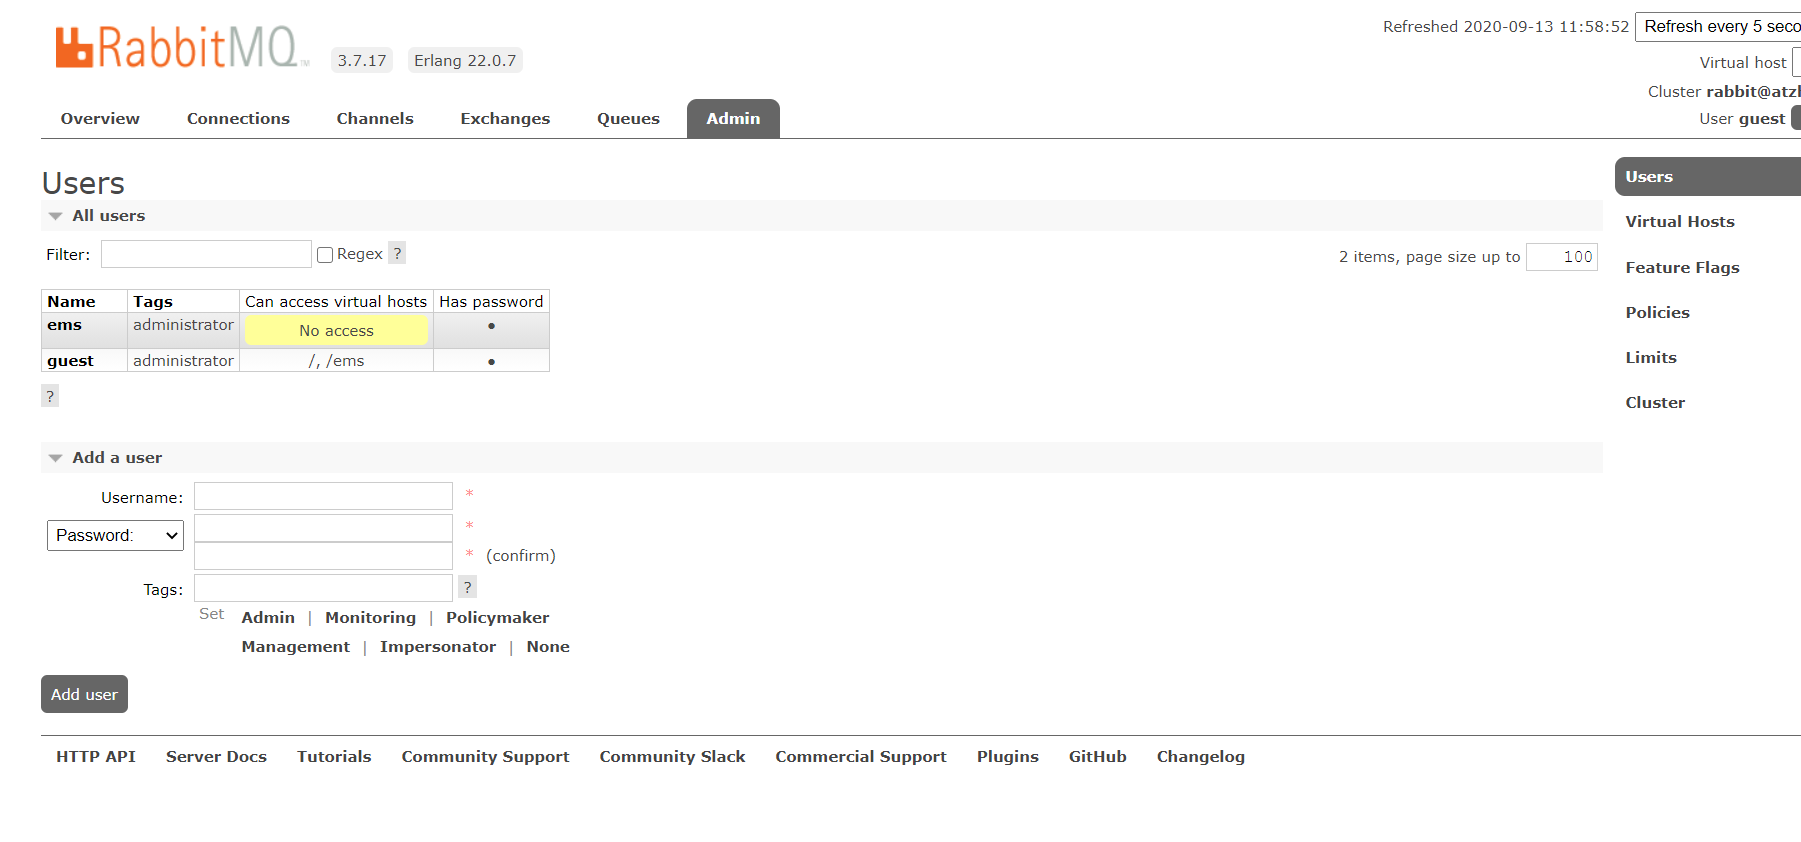 RabbitMQ TM 3.7.17 Erlang 22.0.7
Refreshed 2020-09-13 11:58:52 Refresh every 5 seco
Virtual host
Cluster rabbit@atz
User guest
Overview Connections Channels Exchanges Queues Admin
Users
All users
Filter: Regex ?
2 items, page size up to 100
Name Tags Can access virtual hosts Has password
ems administrator No access ●
guest administrator /, /ems ●
?
Add a user
Username: *
Password: *
* (confirm)
Tags: ?
Set Admin | Monitoring | Policymaker
Management | Impersonator | None
Add user
Users
Virtual Hosts
Feature Flags
Policies
Limits
Cluster
HTTP API Server Docs Tutorials Community Support Community Slack Commercial Support Plugins GitHub Changelog